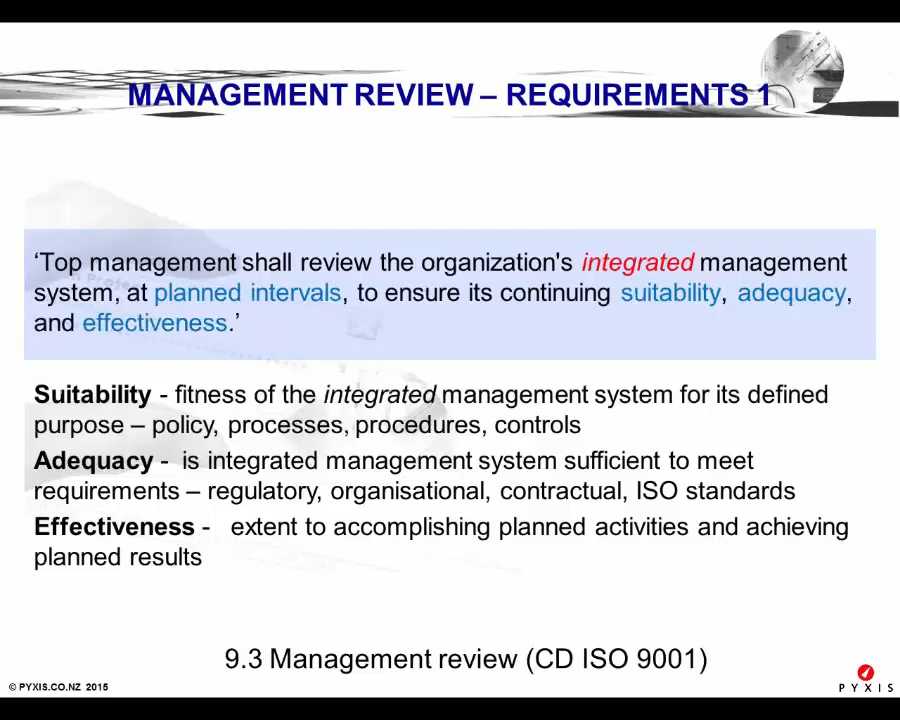 MANAGEMENT REVIEW – REQUIREMENTS 1
‘Top management shall review the organization's integrated management
system, at planned intervals, to ensure its continuing suitability, adequacy,
and effectiveness.’
Suitability - fitness of the integrated management system for its defined
purpose – policy, processes, procedures, controls
Adequacy - is integrated management system sufficient to meet
requirements – regulatory, organisational, contractual, ISO standards
Effectiveness - extent to accomplishing planned activities and achieving
planned results
9.3 Management review (CD ISO 9001)
© PYXIS.CO.NZ 2015
PYXIS